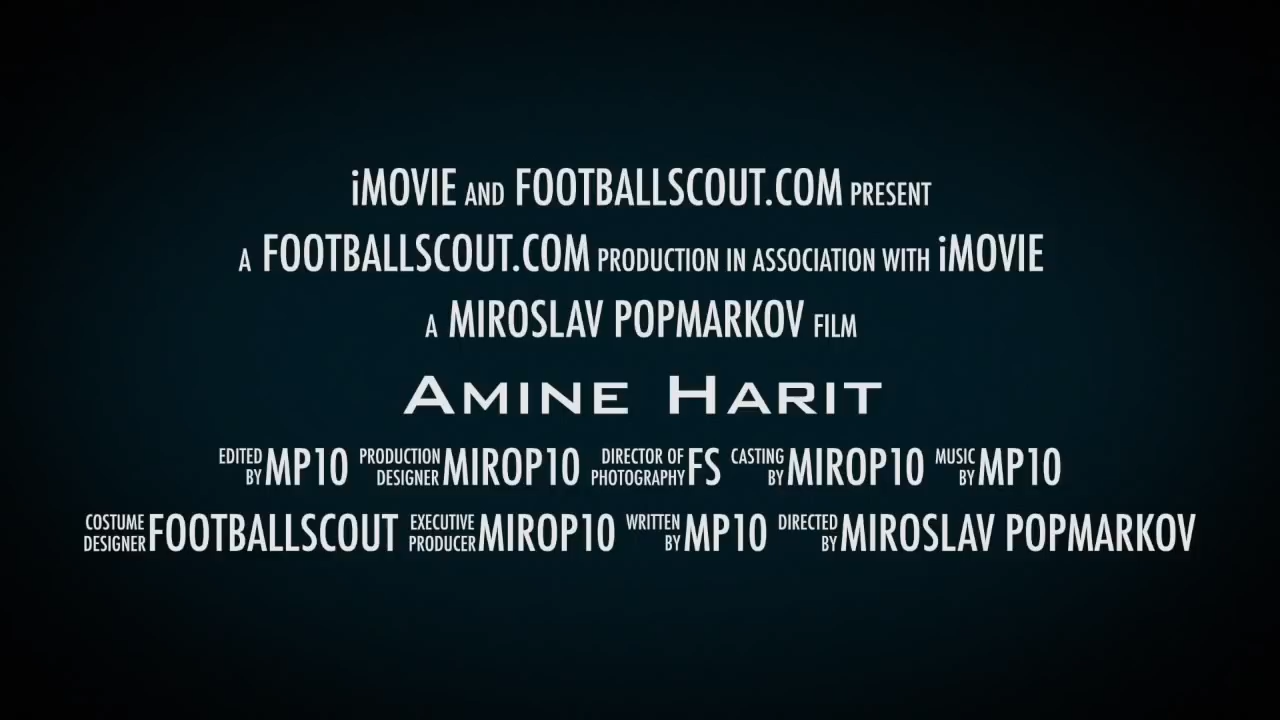 iMOVIE AND FOOTBALLSCOUT.COM PRESENT
A FOOTBALLSCOUT.COM PRODUCTION IN ASSOCIATION WITH iMOVIE
A MIROSLAV POPMARKOV FILM
AMINE HARIT
EDITED BY MP10 PRODUCTION DESIGNER MIROP10 DIRECTOR OF PHOTOGRAPHY FS CASTING BY MIROP10 MUSIC BY MP10
COSTUME DESIGNER FOOTBALLSCOUT EXECUTIVE PRODUCER MIROP10 WRITTEN BY MP10 DIRECTED BY MIROSLAV POPMARKOV